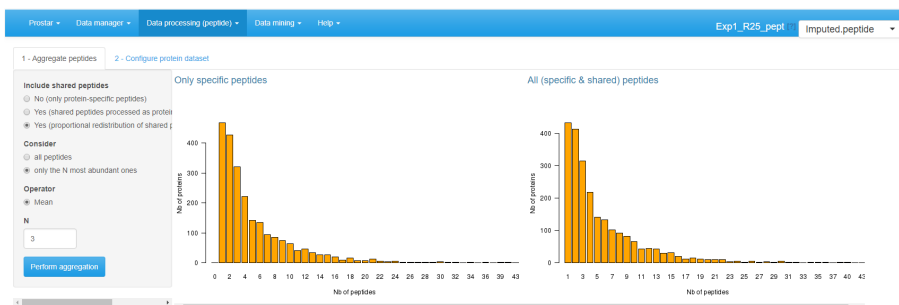 Prostar Data manager Data processing (peptide) Data mining Help Exp1_R25_pept [?] Imputed.peptide
1 - Aggregate peptides 2 - Configure protein dataset
Only specific peptides All (specific & shared) peptides
Include shared peptides
No (only protein-specific peptides)
Yes (shared peptides processed as protein
Yes (proportional redistribution of shared p
Consider
all peptides
only the N most abundant ones
Operator
Mean
N
3
Perform aggregation
Nb of proteins
400
300
200
100
0
0 2 4 6 8 10 12 14 16 18 20 22 24 26 28 30 32 34 36 39 43
Nb of peptides
Nb of proteins
400
300
200
100
0
1 3 5 7 9 11 13 15 17 19 21 23 25 27 29 31 33 35 37 40 43
Nb of peptides